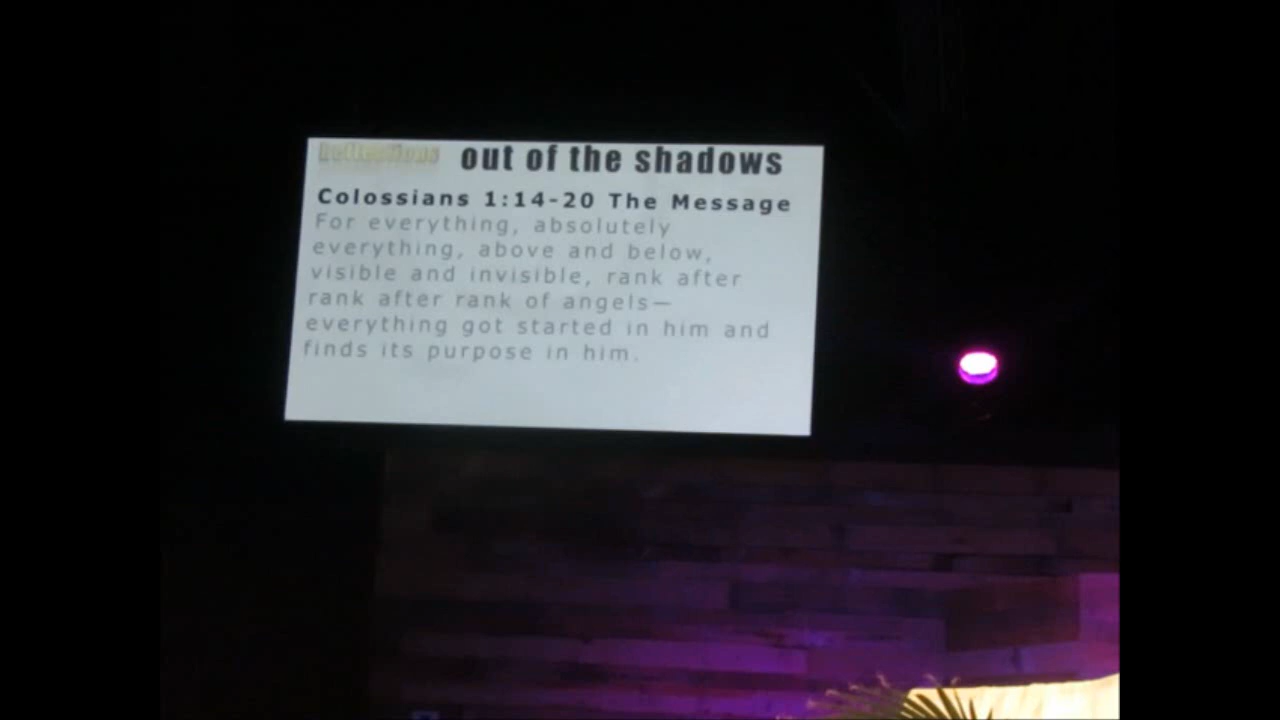 Reflections out of the shadows
Colossians 1:14-20 The Message
For everything, absolutely
everything, above and below,
visible and invisible, rank after
rank after rank of angels—
everything got started in him and
finds its purpose in him.